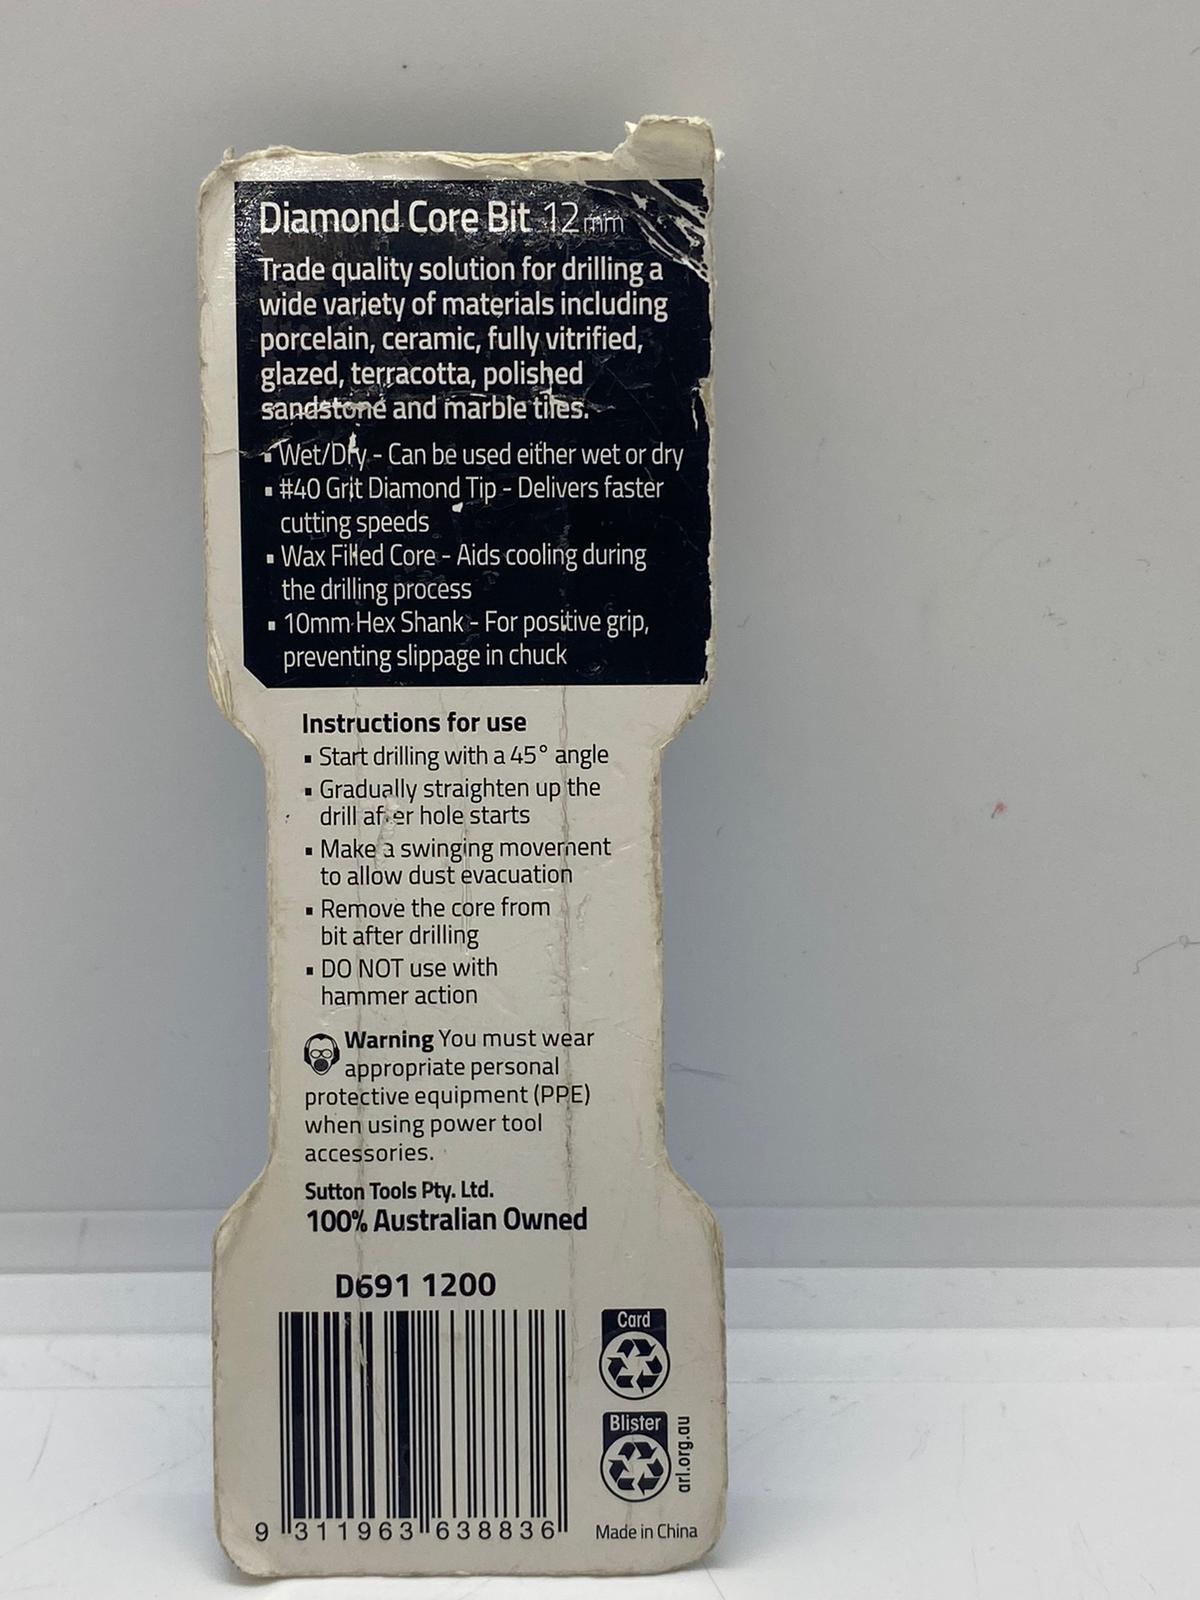 Diamond Core Bit 12mm
Trade quality solution for drilling a
wide variety of materials including
porcelain, ceramic, fully vitrified,
glazed, terracotta, polished
sandstone and marble tiles.
▪ Wet/Dry - Can be used either wet or dry
▪ #40 Grit Diamond Tip - Delivers faster
cutting speeds
▪ Wax Filled Core - Aids cooling during
the drilling process
▪ 10mm Hex Shank - For positive grip,
preventing slippage in chuck
Instructions for use
▪ Start drilling with a 45° angle
▪ Gradually straighten up the
drill after hole starts
▪ Make a swinging movement
to allow dust evacuation
▪ Remove the core from
bit after drilling
▪ DO NOT use with
hammer action
Warning You must wear
appropriate personal
protective equipment (PPE)
when using power tool
accessories.
Sutton Tools Pty. Ltd.
100% Australian Owned
D691 1200
Card
Blister
arl.org.au
9 311963 638836
Made in China